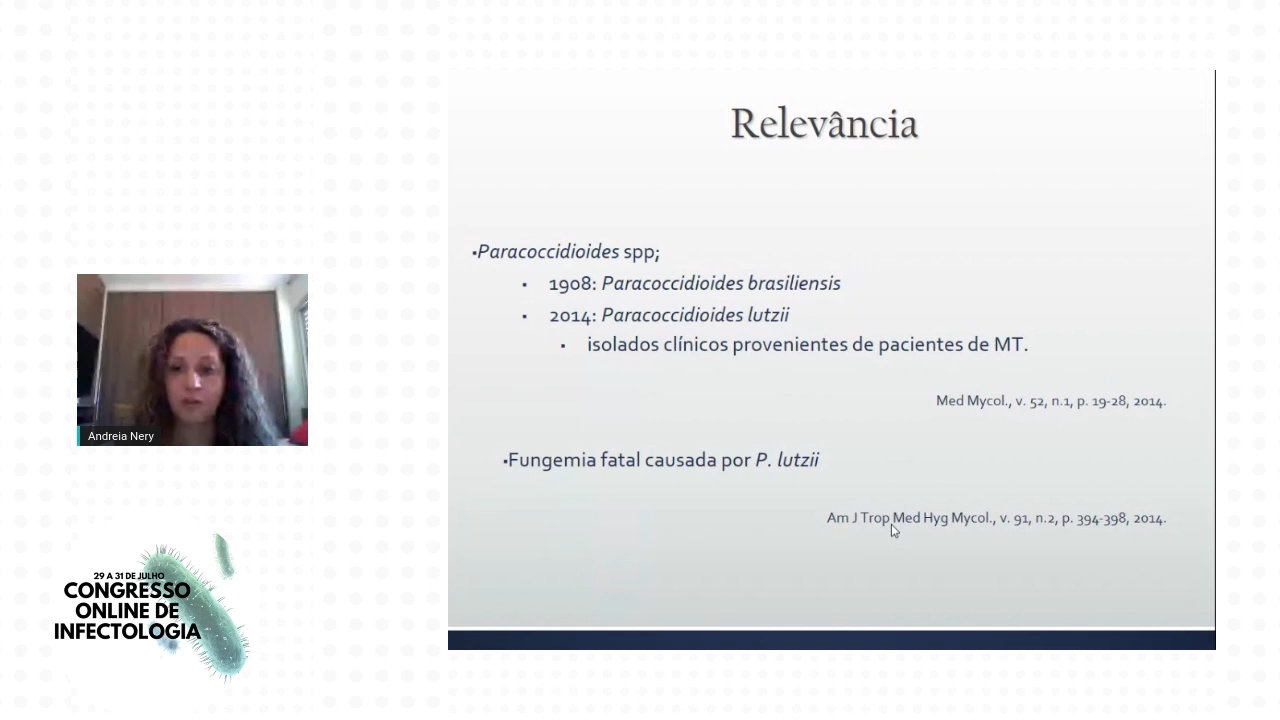 Relevância
▪Paracoccidioides spp;
▪ 1908: Paracoccidioides brasiliensis
▪ 2014: Paracoccidioides lutzii
▪ isolados clínicos provenientes de pacientes de MT.
Med Mycol., v. 52, n.1, p. 19-28, 2014.
▪Fungemia fatal causada por P. lutzii
Am J Trop Med Hyg Mycol., v. 91, n.2, p. 394-398, 2014.
Andreia Nery
29 A 31 DE JULHO
CONGRESSO
ONLINE DE
INFECTOLOGIA